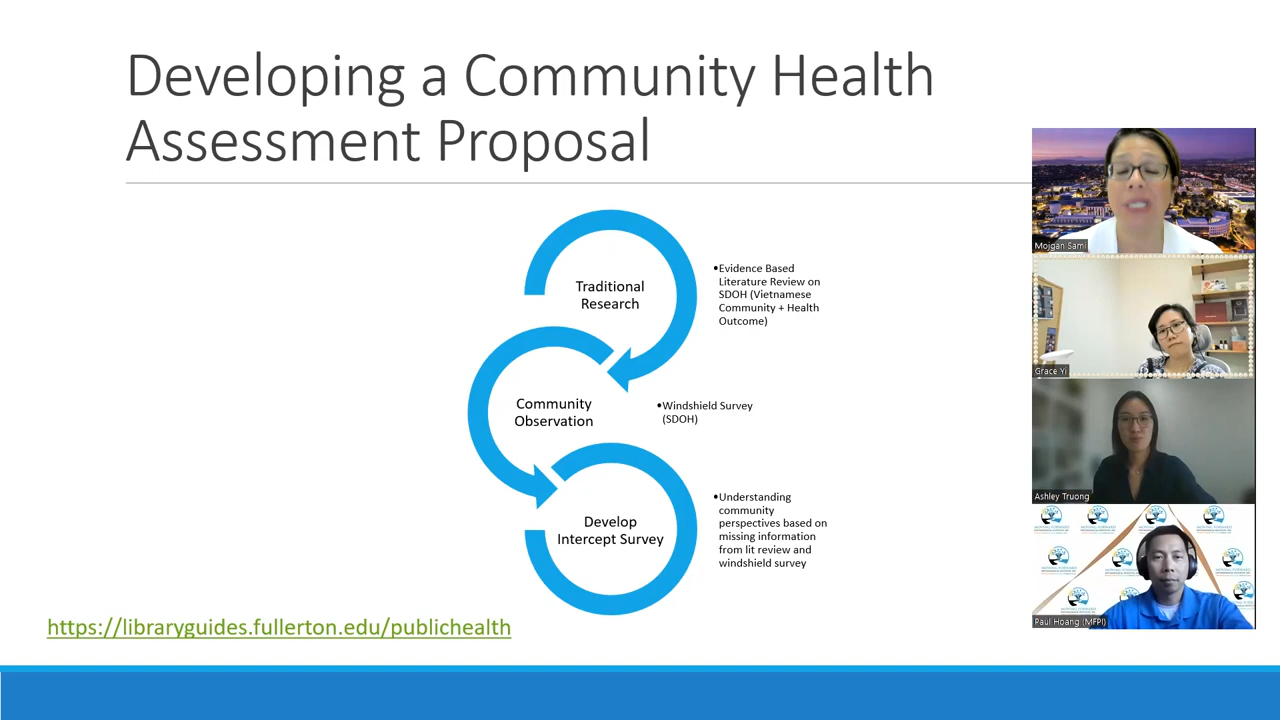 Developing a Community Health
Assessment Proposal
Traditional
Research
•Evidence Based
Literature Review on
SDOH (Vietnamese
Community + Health
Outcome)
Community
Observation
•Windshield Survey
(SDOH)
Develop
Intercept Survey
•Understanding
community
perspectives based on
missing information
from lit review and
windshield survey
https://libraryguides.fullerton.edu/publichealth
Mojgan Sami
Grace Yi
Ashley Truong
Paul Hoang (MFPI)